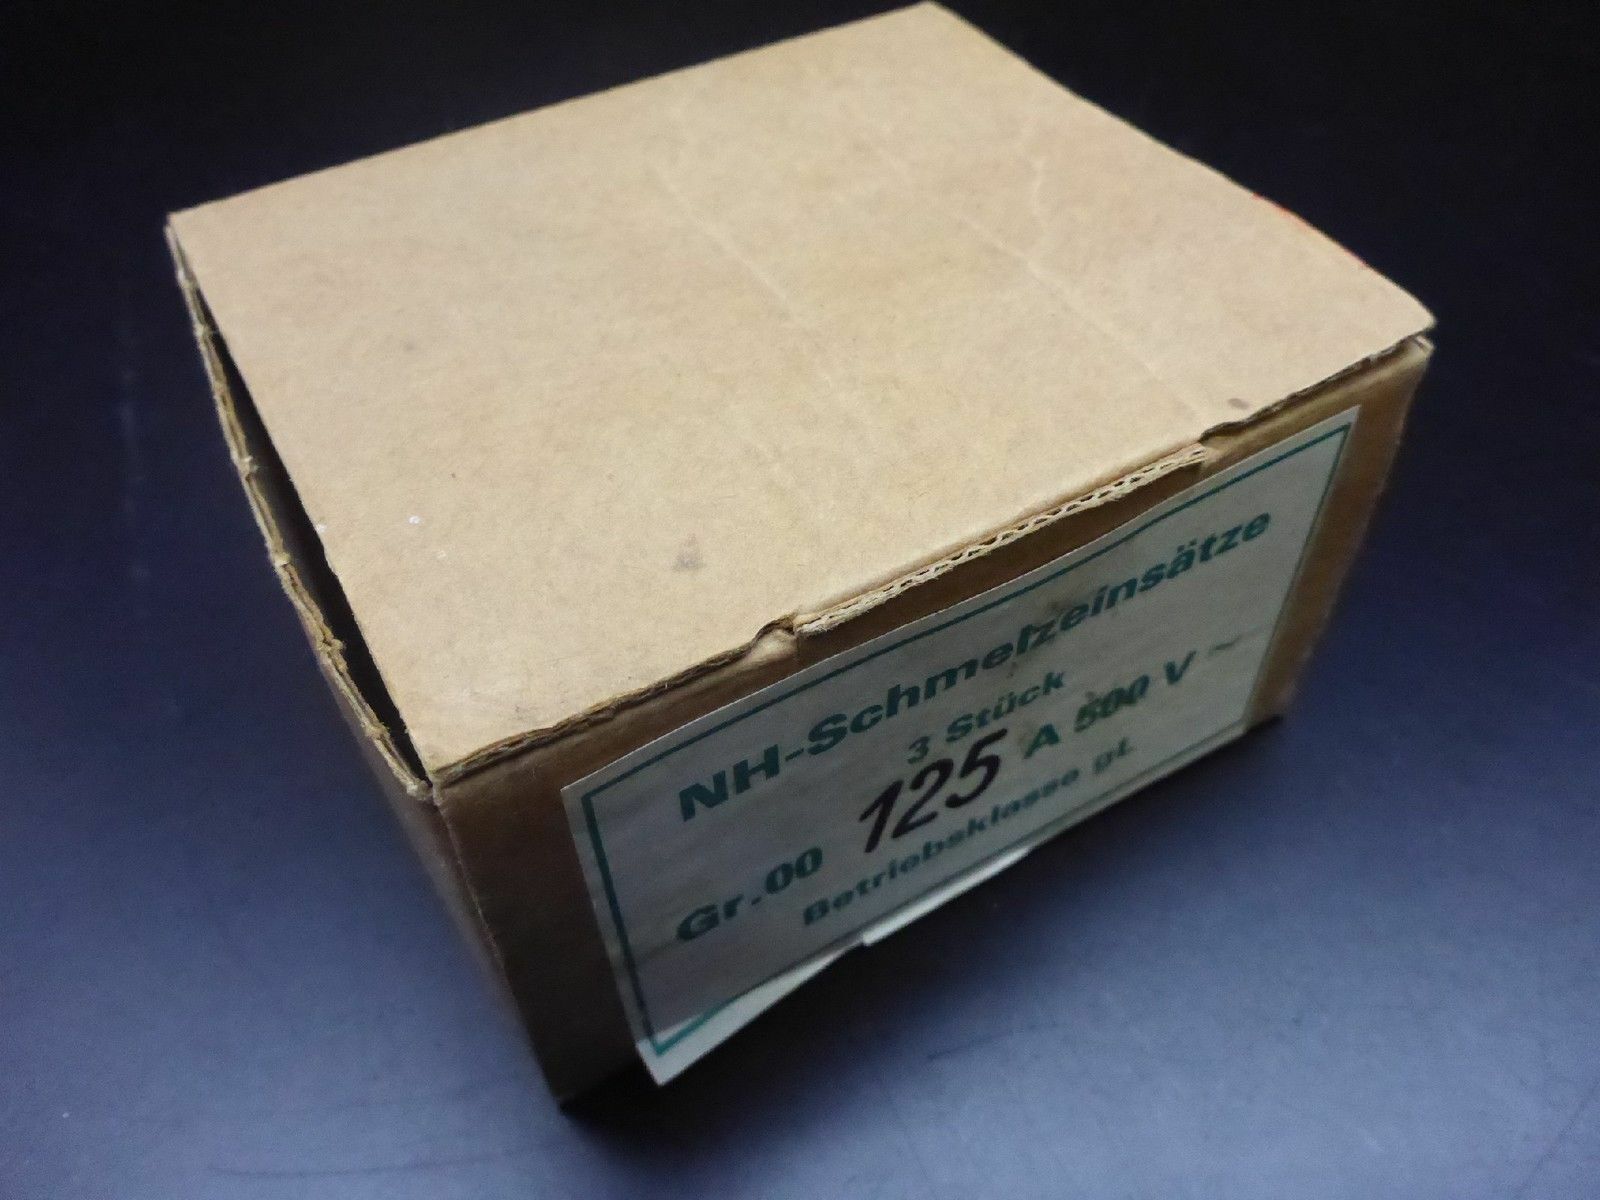 NH-Schmelzeinsätze
3 Stück
Gr.00 125 A 500 V ~
Betriebsklasse gL